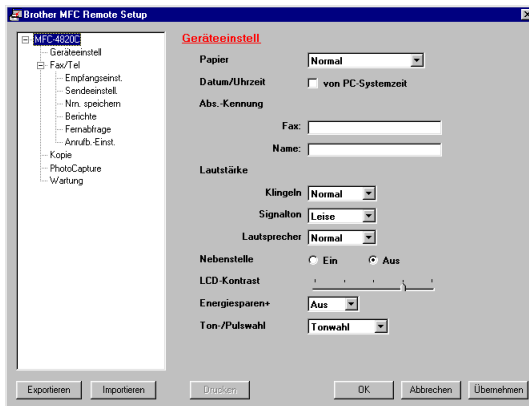 Brother MFC Remote Setup
MFC-4820C
Geräteeinstell
Fax/Tel
Empfangseinst.
Sendeeinstell.
Nrn. speichern
Berichte
Fernabfrage
Anrufb.-Einst.
Kopie
PhotoCapture
Wartung
Geräteeinstell
Papier Normal
Datum/Uhrzeit von PC-Systemzeit
Abs.-Kennung
Fax:
Name:
Lautstärke
Klingeln Normal
Signalton Leise
Lautsprecher Normal
Nebenstelle Ein Aus
LCD-Kontrast
Energiesparen+ Aus
Ton-/Pulswahl Tonwahl
Exportieren Importieren Drucken OK Abbrechen Übernehmen